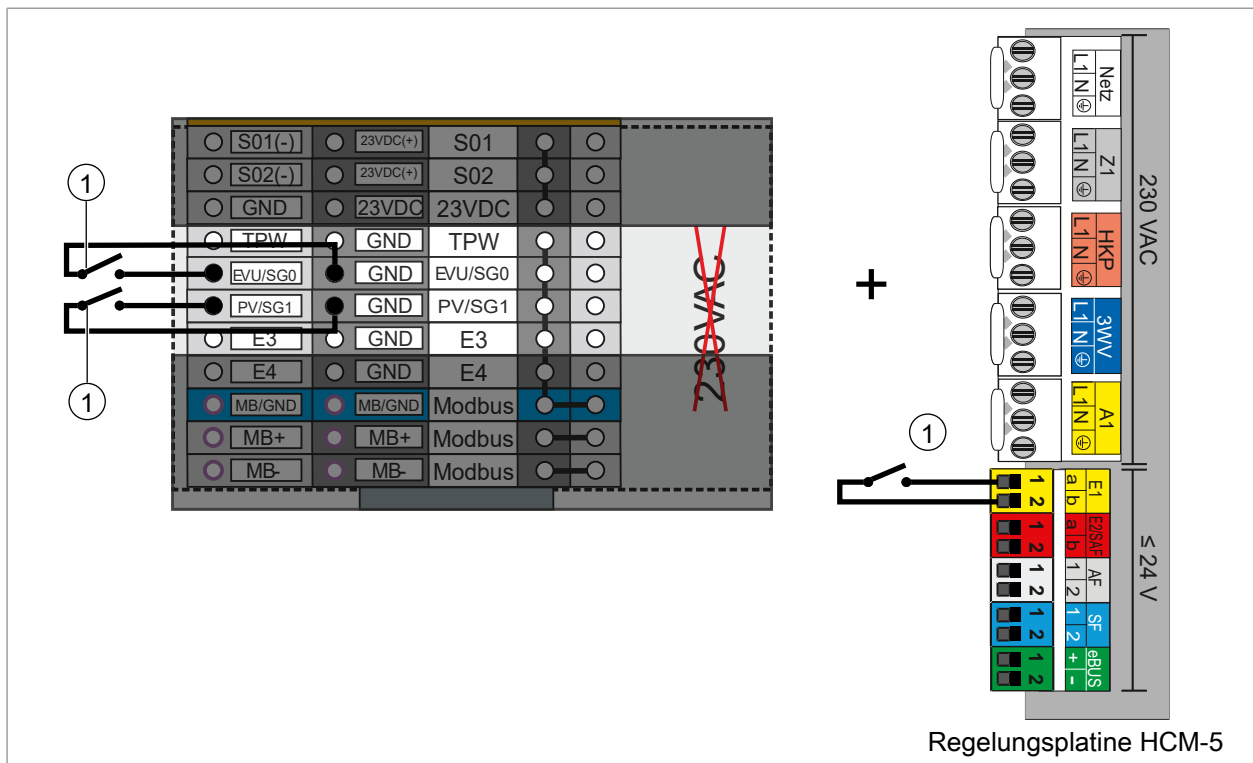 S01(-) 23VDC(+) S01
S02(-) 23VDC(+) S02
GND 23VDC 23VDC
TPW GND TPW
EVU/SG0 GND EVU/SG0
PV/SG1 GND PV/SG1
E3 GND E3
E4 GND E4
MB/GND MB/GND Modbus
MB+ MB+ Modbus
MB- MB- Modbus
230VAC
1
1
+
1
Netz
L1 N
Z1
L1 N
HKP
L1 N
3WV
L1 N
A1
L1 N
230 VAC
1 a E1
2 b
1 a E2/SAF
2 b
1 1 AF
2 2
1 1 SF
2 2
1 + eBUS
2 -
≤ 24 V
Regelungsplatine HCM-5